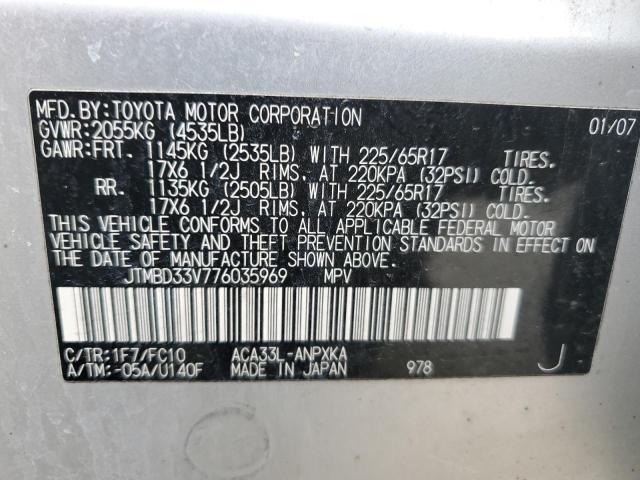 MFD.BY:TOYOTA MOTOR CORPORATION 01/07
GVWR:2055KG (4535LB)
GAWR:FRT. 1145KG (2535LB) WITH 225/65R17 TIRES.
17X6 1/2J RIMS, AT 220KPA (32PSI) COLD.
RR. 1135KG (2505LB) WITH 225/65R17 TIRES.
17X6 1/2J RIMS, AT 220KPA (32PSI) COLD.
THIS VEHICLE CONFORMS TO ALL APPLICABLE FEDERAL MOTOR
VEHICLE SAFETY AND THEFT PREVENTION STANDARDS IN EFFECT ON
THE DATE OF MANUFACTURE SHOWN ABOVE.
JTMBD33V776035969 MPV
C/TR:1F7/FC10 ACA33L-ANPXKA
A/TM:-05A/U140F MADE IN JAPAN 978 J